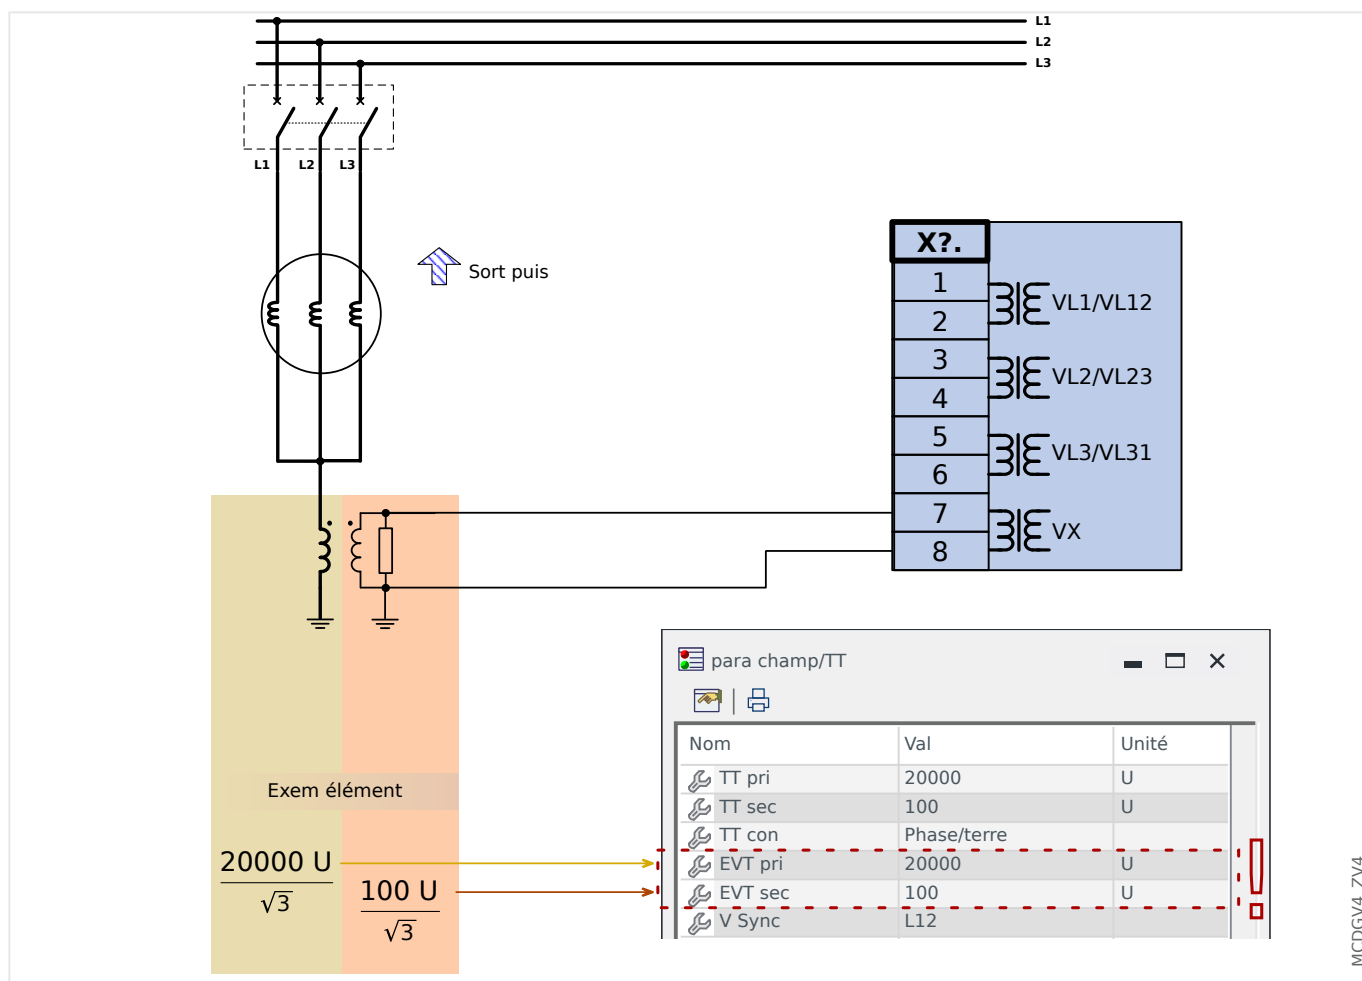 L1
L2
L3
L1 L2 L3
Sort puis
X?.
1
2
3
4
5
6
7
8
VL1/VL12
VL2/VL23
VL3/VL31
VX
para champ/TT
Nom Val Unité
TT pri 20000 U
TT sec 100 U
TT con Phase/terre
EVT pri 20000 U
EVT sec 100 U
V Sync L12
Exem élément
20000 U
√3
100 U
√3
MCDGV4_ZV4